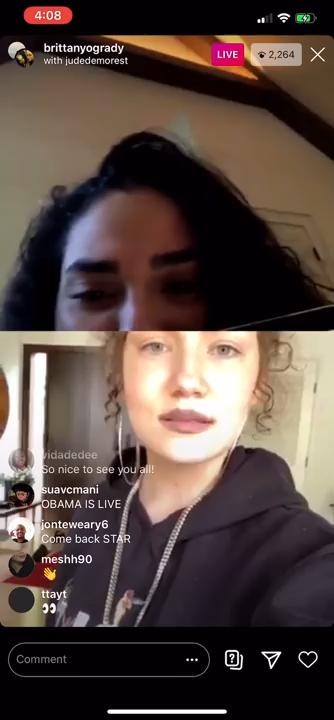 4:08
brittanyogrady
with judedemorest
LIVE
2,264
vidadedee
So nice to see you all!
suavcmani
OBAMA IS LIVE
jonteweary6
Come back STAR
meshh90
👋
ttayt
👀
Comment